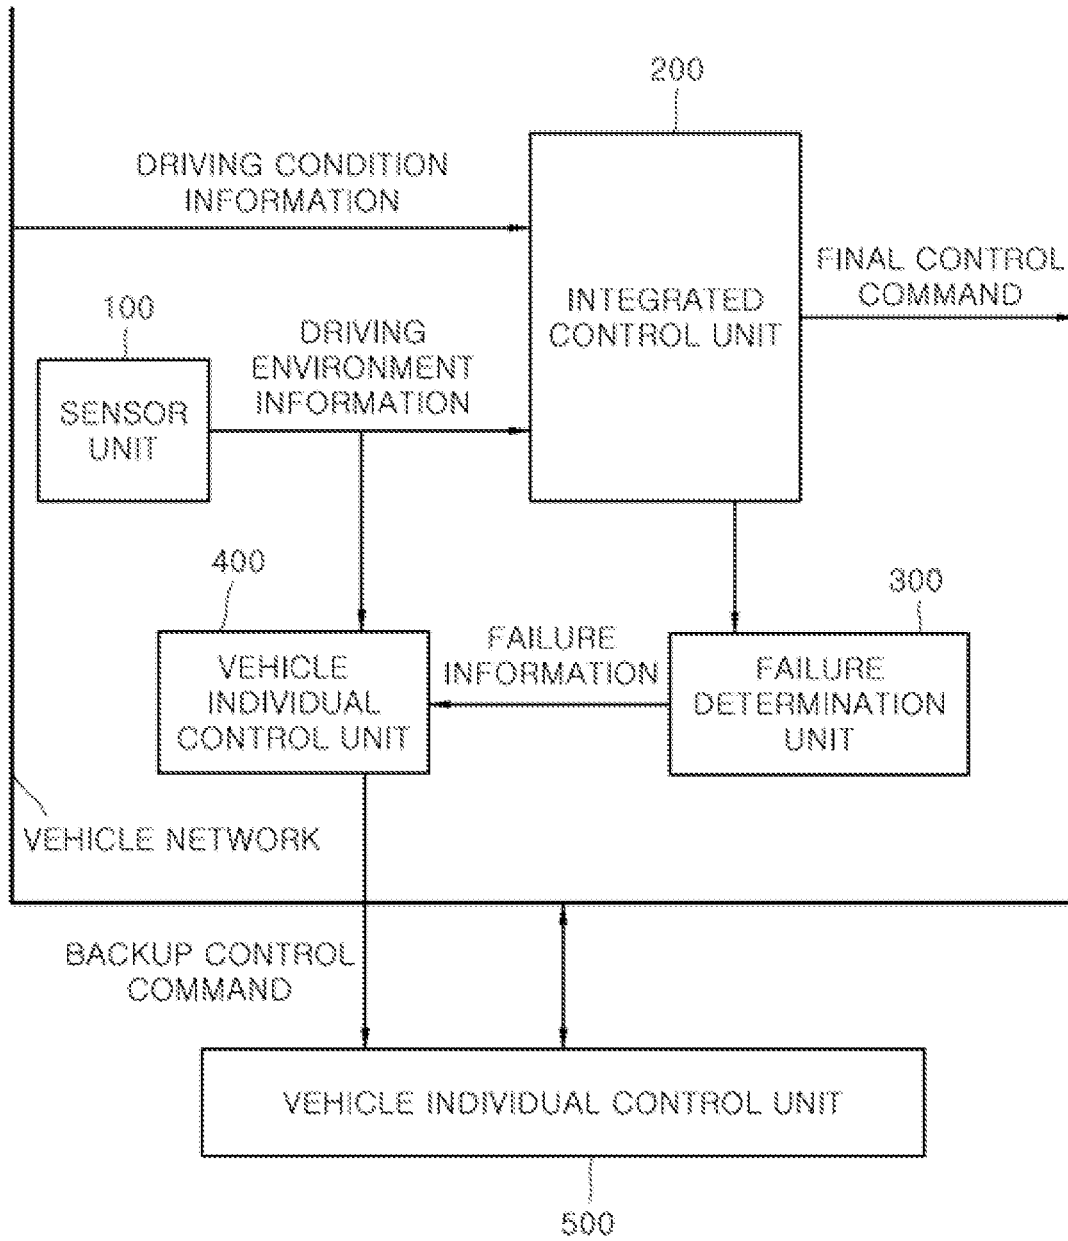 200
DRIVING CONDITION
INFORMATION
FINAL CONTROL
COMMAND
INTEGRATED
CONTROL UNIT
100
DRIVING
ENVIRONMENT
INFORMATION
SENSOR
UNIT
400
300
VEHICLE
INDIVIDUAL
CONTROL UNIT
FAILURE
INFORMATION
FAILURE
DETERMINATION
UNIT
VEHICLE NETWORK
BACKUP CONTROL
COMMAND
VEHICLE INDIVIDUAL CONTROL UNIT
500